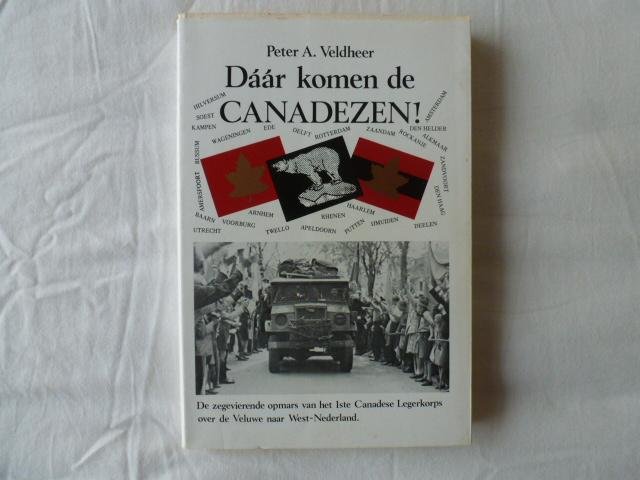 Peter A. Veldheer
Dáár komen de
CANADEZEN!
HILVERSUM
SOEST
KAMPEN
WAGENINGEN
EDE
DELFT
ROTTERDAM
ZAANDAM
ROCKANJE
DEN HELDER
AMSTERDAM
ALKMAAR
BUSSUM
ZANDVOORT
AMERSFOORT
DEN HAAG
BAARN
VOORBURG
ARNHEM
RHENEN
HAARLEM
IJMUIDEN
UTRECHT
TWELLO
APELDOORN
PUTTEN
DEELEN
De zegevierende opmars van het 1ste Canadese Legerkorps
over de Veluwe naar West-Nederland.